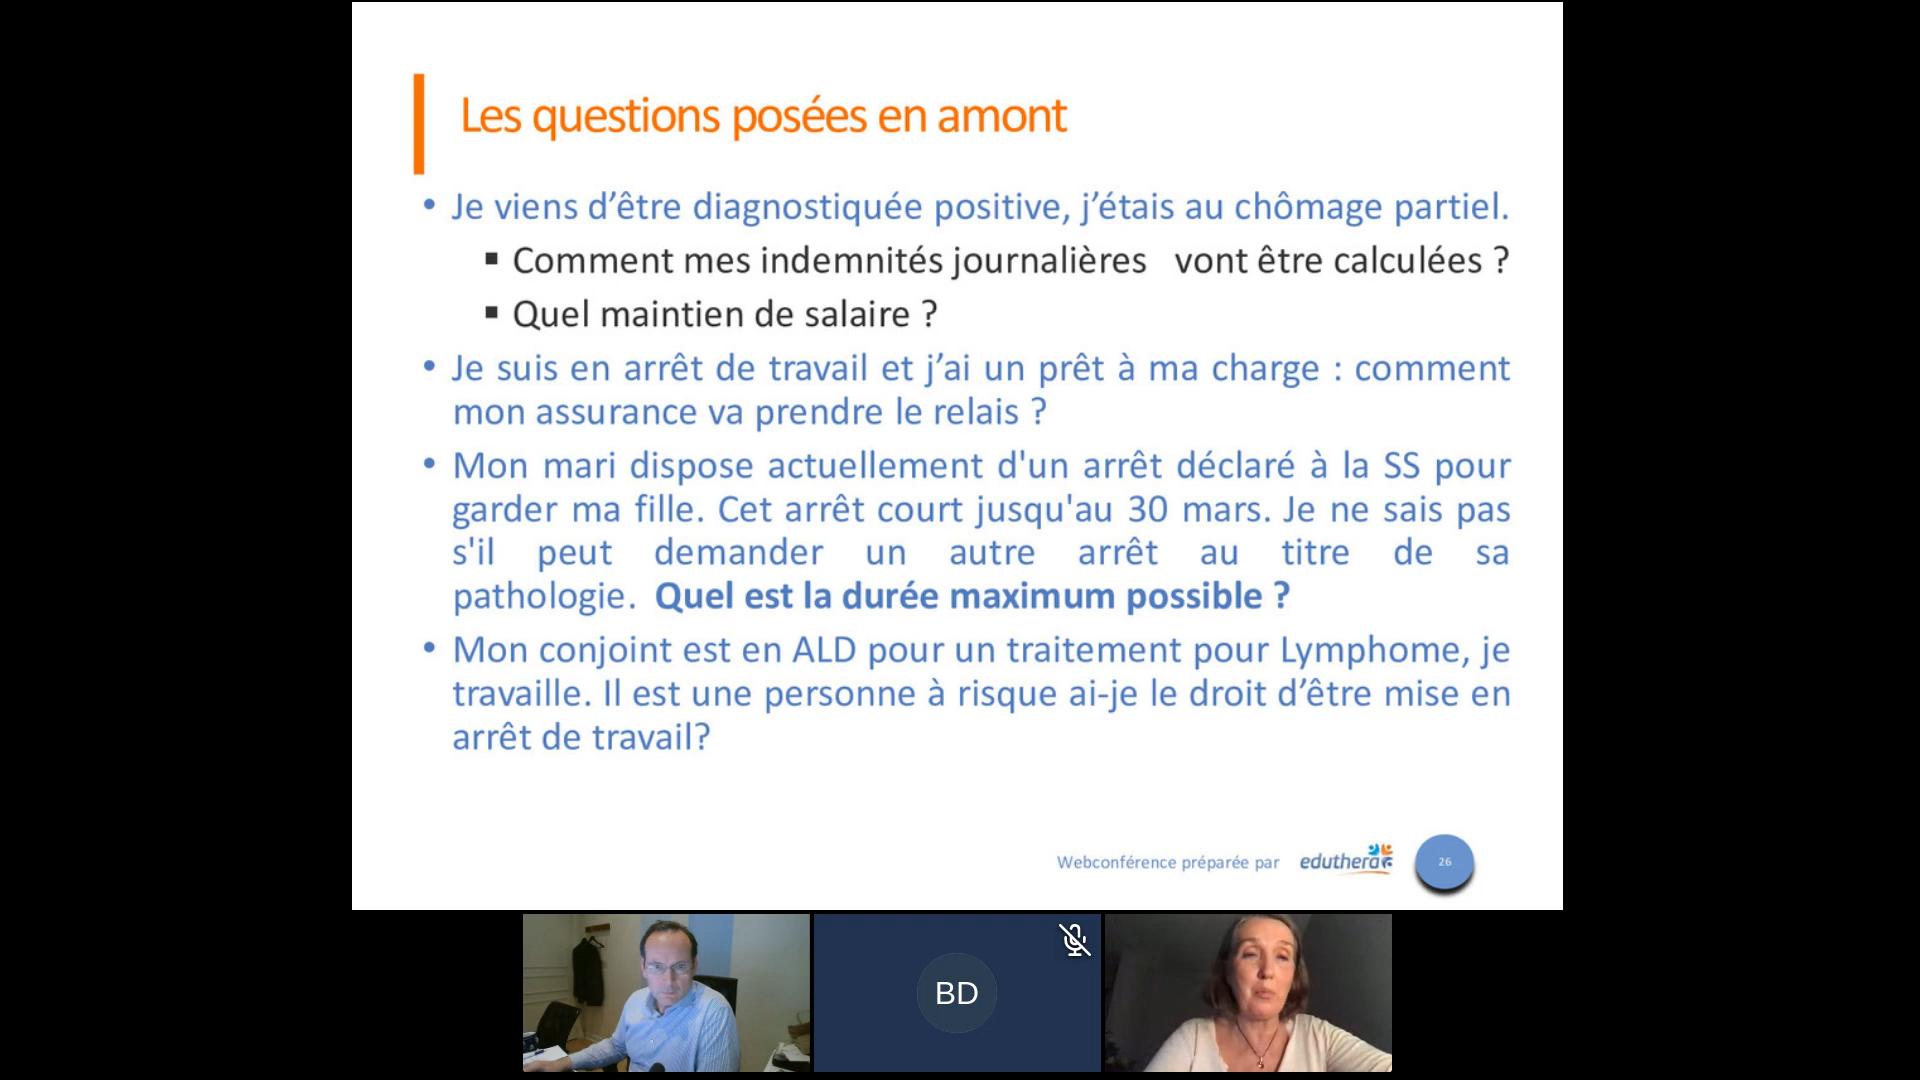 Les questions posées en amont
• Je viens d’être diagnostiquée positive, j’étais au chômage partiel.
▪ Comment mes indemnités journalières vont être calculées ?
▪ Quel maintien de salaire ?
• Je suis en arrêt de travail et j’ai un prêt à ma charge : comment
mon assurance va prendre le relais ?
• Mon mari dispose actuellement d'un arrêt déclaré à la SS pour
garder ma fille. Cet arrêt court jusqu'au 30 mars. Je ne sais pas
s'il peut demander un autre arrêt au titre de sa
pathologie. Quel est la durée maximum possible ?
• Mon conjoint est en ALD pour un traitement pour Lymphome, je
travaille. Il est une personne à risque ai-je le droit d’être mise en
arrêt de travail?
Webconférence préparée par eduthera 26
BD